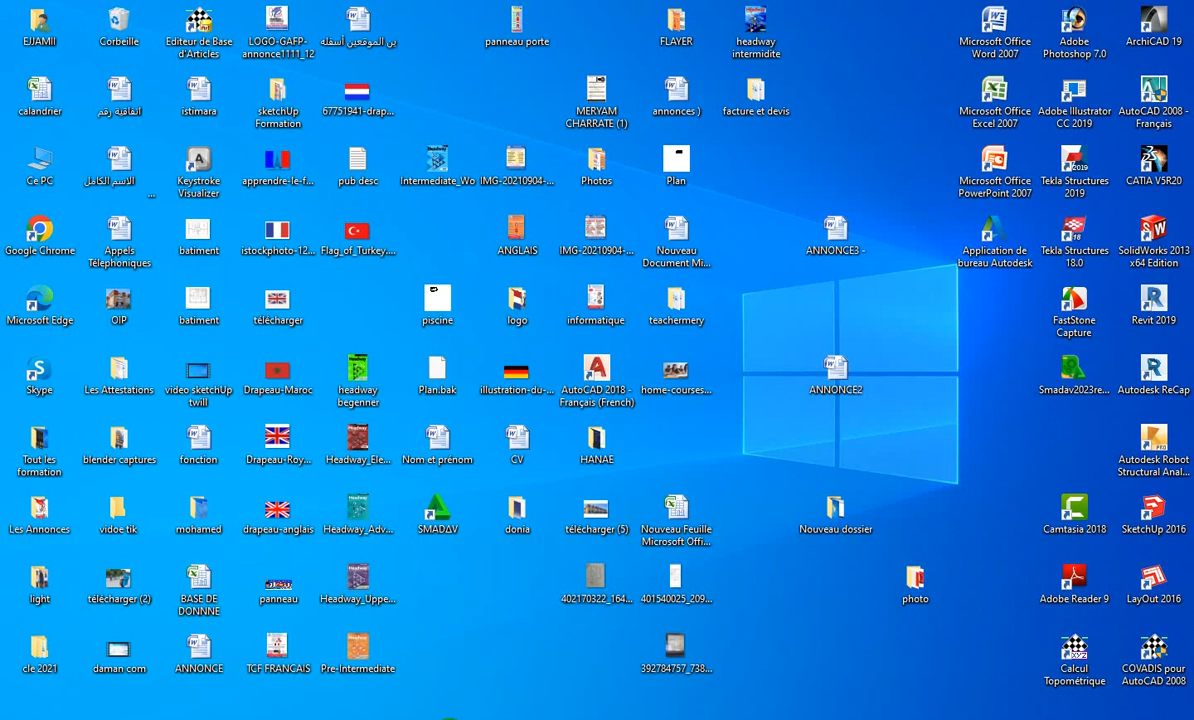 EJJAMII
Corbeille
Editeur de Base
d'Articles
LOGO-GAFP-
annonce1111_12
ين الموقعين أسفله
panneau porte
FLAYER
headway
intermidite
Microsoft Office
Word 2007
Adobe
Photoshop 7.0
ArchiCAD 19
calandrier
اتفاقية رقم
istimara
sketchUp
Formation
67751941-drap...
MERYAM
CHARRATE (1)
annonces )
facture et devis
Microsoft Office
Excel 2007
Adobe Illustrator
CC 2019
AutoCAD 2008 -
Français
Ce PC
الاسم الكامل
...
Keystroke
Visualizer
apprendre-le-f...
pub desc
Intermediate_Wo
IMG-20210904-...
Photos
Plan
Microsoft Office
PowerPoint 2007
Tekla Structures
2019
CATIA V5R20
Google Chrome
Appels
Téléphoniques
batiment
istockphoto-12...
Flag_of_Turkey....
ANGLAIS
IMG-20210904-...
Nouveau
Document Mi...
ANNONCE3 -
Application de
bureau Autodesk
Tekla Structures
18.0
SolidWorks 2013
x64 Edition
Microsoft Edge
OIP
batiment
télécharger
piscine
logo
informatique
teachermery
FastStone
Capture
Revit 2019
Skype
Les Attestations
video sketchUp
twill
Drapeau-Maroc
headway
begenner
Plan.bak
illustration-du-...
AutoCAD 2018 -
Français (French)
home-courses...
ANNONCE2
Smadav2023re...
Autodesk ReCap
Tout les
formation
blender captures
fonction
Drapeau-Roy...
Headway_Ele...
Nom et prénom
CV
HANAE
Autodesk Robot
Structural Anal...
Les Annonces
vidoe tik
mohamed
drapeau-anglais
Headway_Adv...
SMADΔV
donia
télécharger (5)
Nouveau Feuille
Microsoft Offi...
Nouveau dossier
Camtasia 2018
SketchUp 2016
light
télécharger (2)
BASE DE
DONNNE
panneau
Headway_Uppe...
402170322_164...
401540025_209...
photo
Adobe Reader 9
LayOut 2016
cle 2021
daman com
ANNONCE
TCF FRANCAIS
Pre-Intermediate
392784757_738...
Calcul
Topométrique
COVADIS pour
AutoCAD 2008